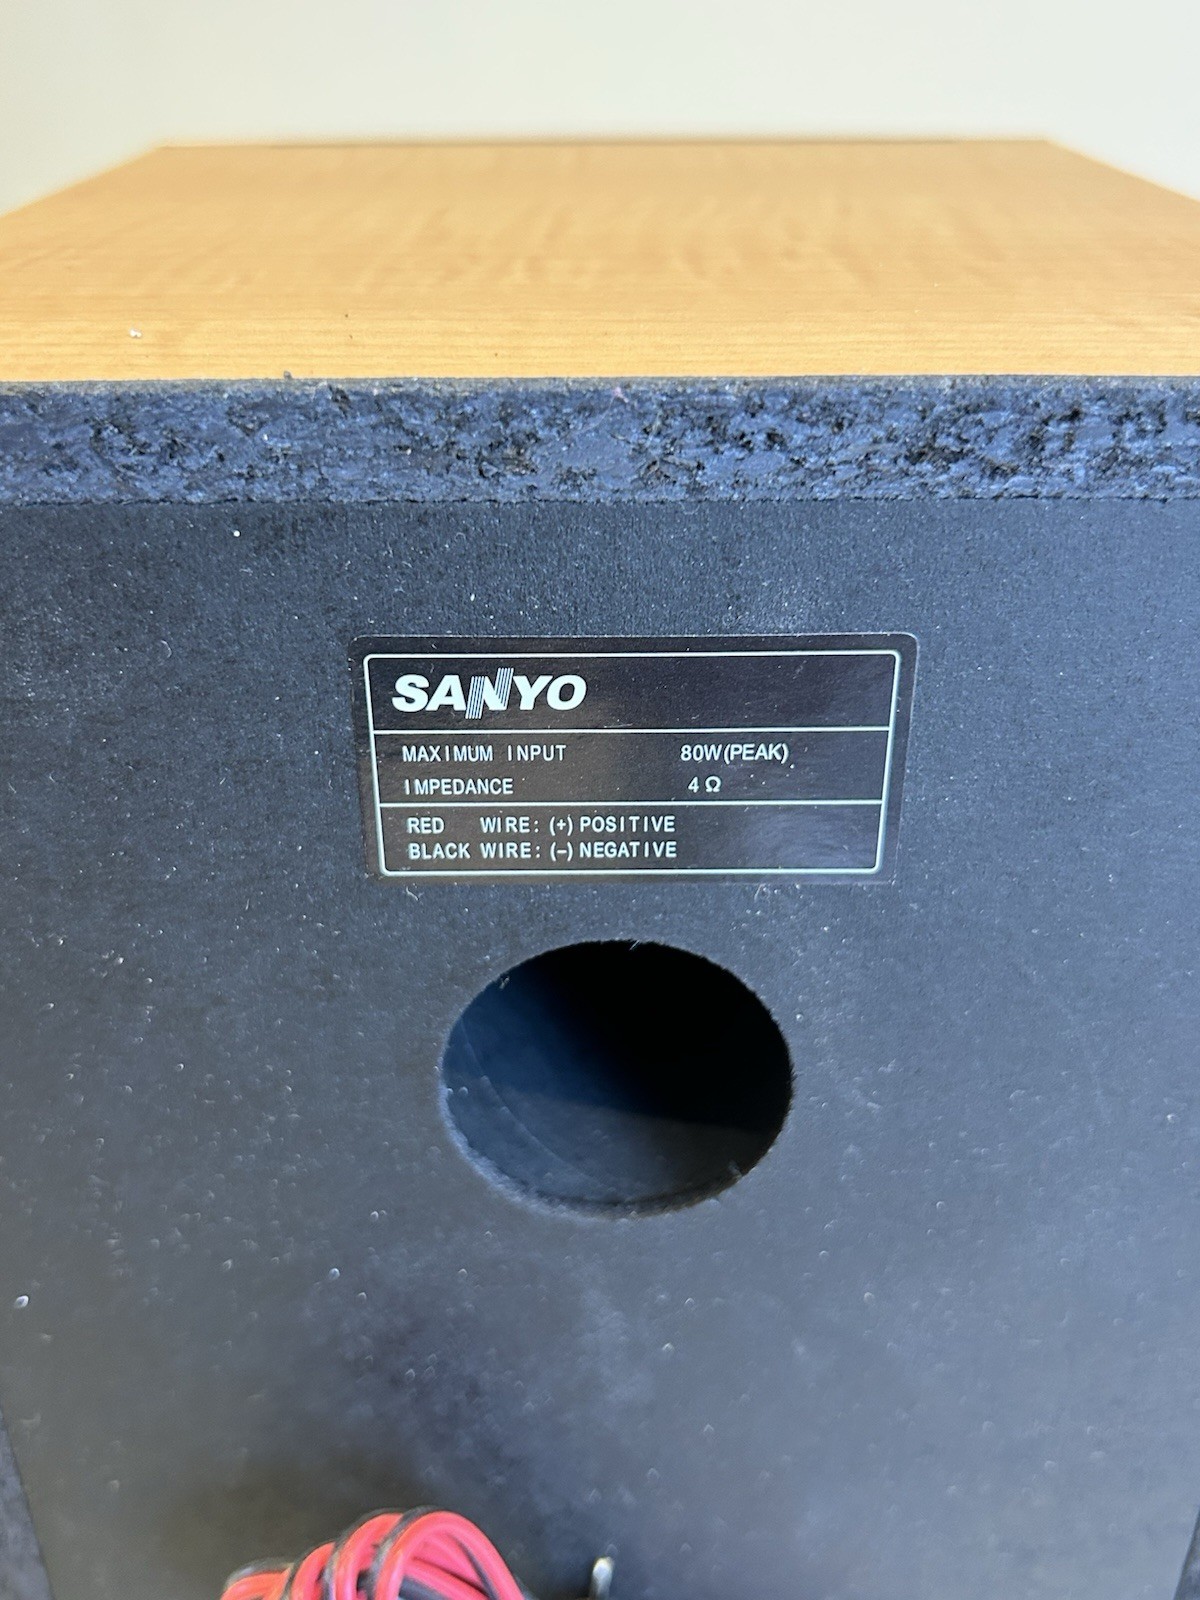 SANYO
MAXIMUM INPUT 80W(PEAK)
IMPEDANCE 4 Ω
RED WIRE: (+) POSITIVE
BLACK WIRE: (–) NEGATIVE